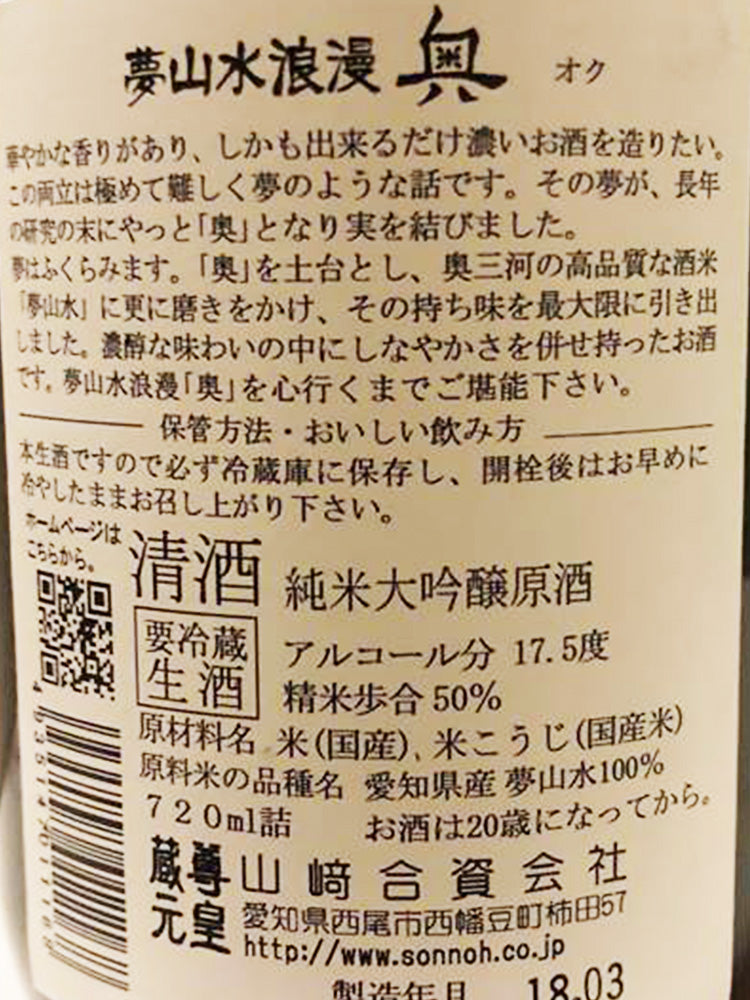 夢山水浪漫 奥 オク
華やかな香りがあり、しかも出来るだけ濃いお酒を造りたい。
この両立は極めて難しく夢のような話です。その夢が、長年
の研究の末にやっと「奥」となり実を結びました。
夢はふくらみます。「奥」を土台とし、奥三河の高品質な酒米
「夢山水」に更に磨きをかけ、その持ち味を最大限に引き出
しました。濃醇な味わいの中にしなやかさを併せ持ったお酒
です。夢山水浪漫「奥」を心行くまでご堪能下さい。
保管方法・おいしい飲み方
本生酒ですので必ず冷蔵庫に保存し、開栓後はお早めに
冷やしたままお召し上がり下さい。
ホームページは
こちらから。
清酒 純米大吟醸原酒
要冷蔵
生酒
アルコール分 17.5度
精米歩合 50%
原材料名 米(国産)、米こうじ(国産米)
原料米の品種名 愛知県産 夢山水100%
720ml詰 お酒は20歳になってから。
蔵元 尊皇 山﨑合資会社
愛知県西尾市西幡豆町柿田57
http://www.sonnoh.co.jp
製造年月 18.03